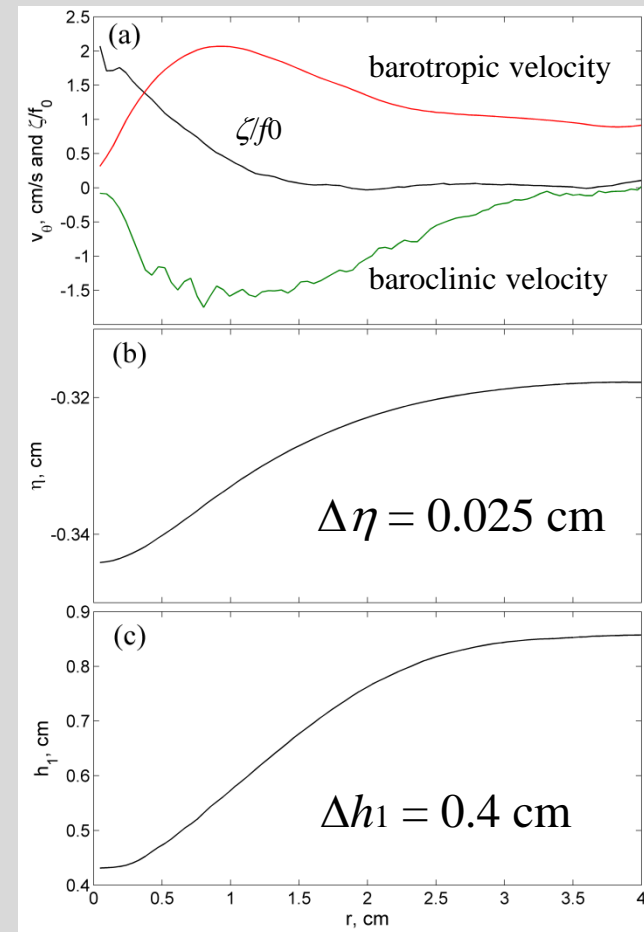 (a)
barotropic velocity
ζ/f0
baroclinic velocity
2.5
2
1.5
1
0.5
0
-0.5
-1
-1.5
v_θ, cm/s and ζ/f_0
(b)
-0.32
-0.34
η, cm
Δη = 0.025 cm
(c)
0.9
0.8
0.7
0.6
0.5
0.4
h_1, cm
Δh1 = 0.4 cm
0 0.5 1 1.5 2 2.5 3 3.5 4
r, cm